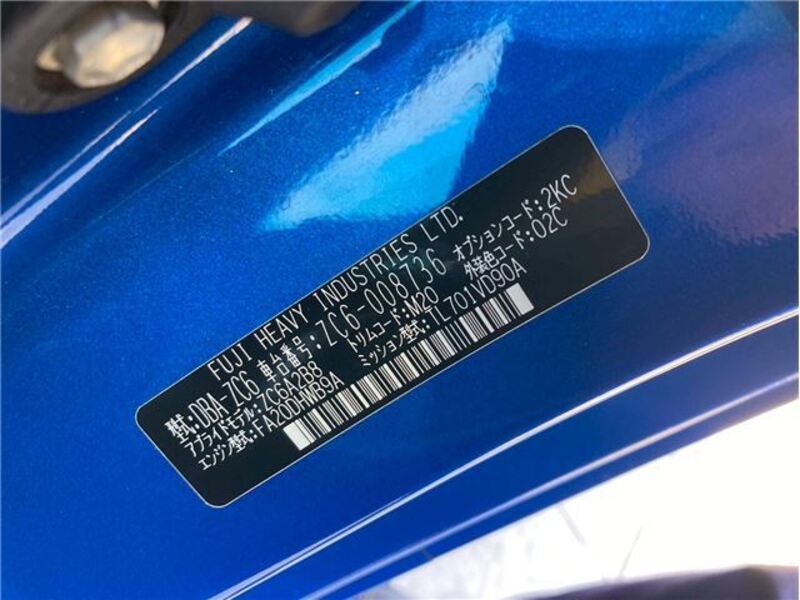 FUJI HEAVY INDUSTRIES LTD.
型式:DBA-ZC6 車台番号:ZC6-008736 オプションコード:2KC
アプライドモデル:ZC6A2B8 トリムコード:M20 外装色コード:02C
エンジン型式:FA20DHWB9A ミッション型式:TL701VD90A